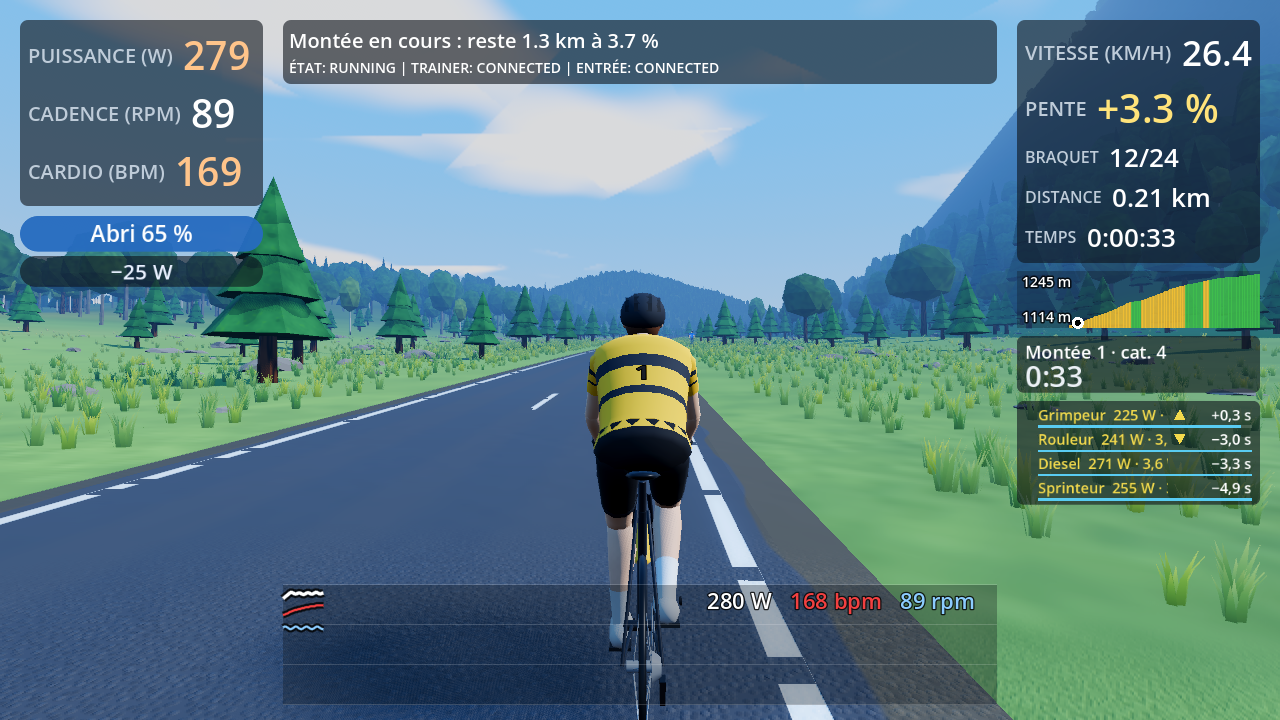 PUISSANCE (W) 279
CADENCE (RPM) 89
CARDIO (BPM) 169
Abri 65 %
−25 W
Montée en cours : reste 1.3 km à 3.7 %
ÉTAT: RUNNING | TRAINER: CONNECTED | ENTRÉE: CONNECTED
VITESSE (KM/H) 26.4
PENTE +3.3 %
BRAQUET 12/24
DISTANCE 0.21 km
TEMPS 0:00:33
1245 m
1114 m
Montée 1 · cat. 4
0:33
Grimpeur 225 W · ▲ +0,3 s
Rouleur 241 W · 3, ▼ −3,0 s
Diesel 271 W · 3,6 −3,3 s
Sprinteur 255 W · −4,9 s
1
280 W 168 bpm 89 rpm